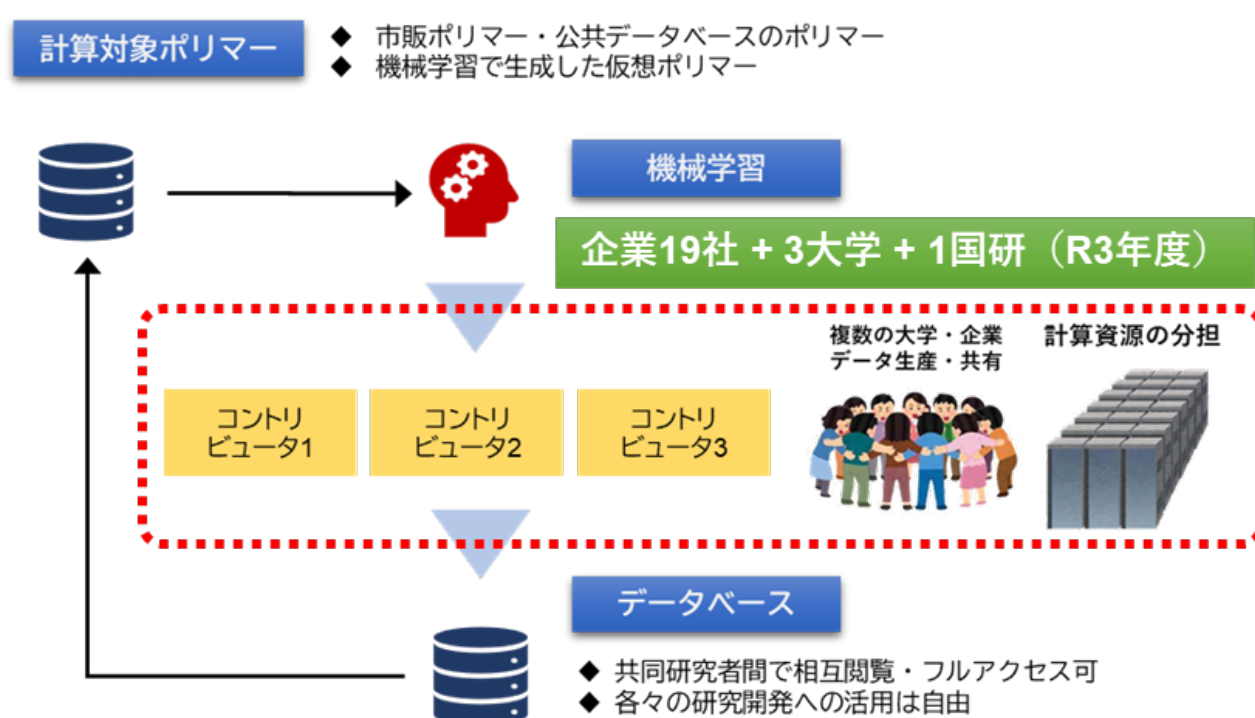 計算対象ポリマー
◆ 市販ポリマー・公共データベースのポリマー
◆ 機械学習で生成した仮想ポリマー
機械学習
企業19社 + 3大学 + 1国研（R3年度）
複数の大学・企業
データ生産・共有
計算資源の分担
コントリ
ビュータ1
コントリ
ビュータ2
コントリ
ビュータ3
データベース
◆ 共同研究者間で相互閲覧・フルアクセス可
◆ 各々の研究開発への活用は自由